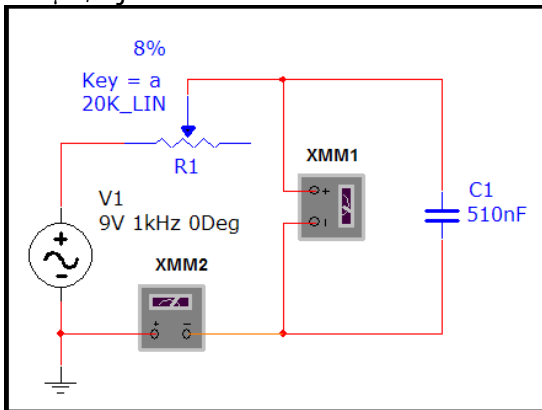 8%
Key = a
20K_LIN
R1
XMM1
V1
9V 1kHz 0Deg
C1
510nF
XMM2